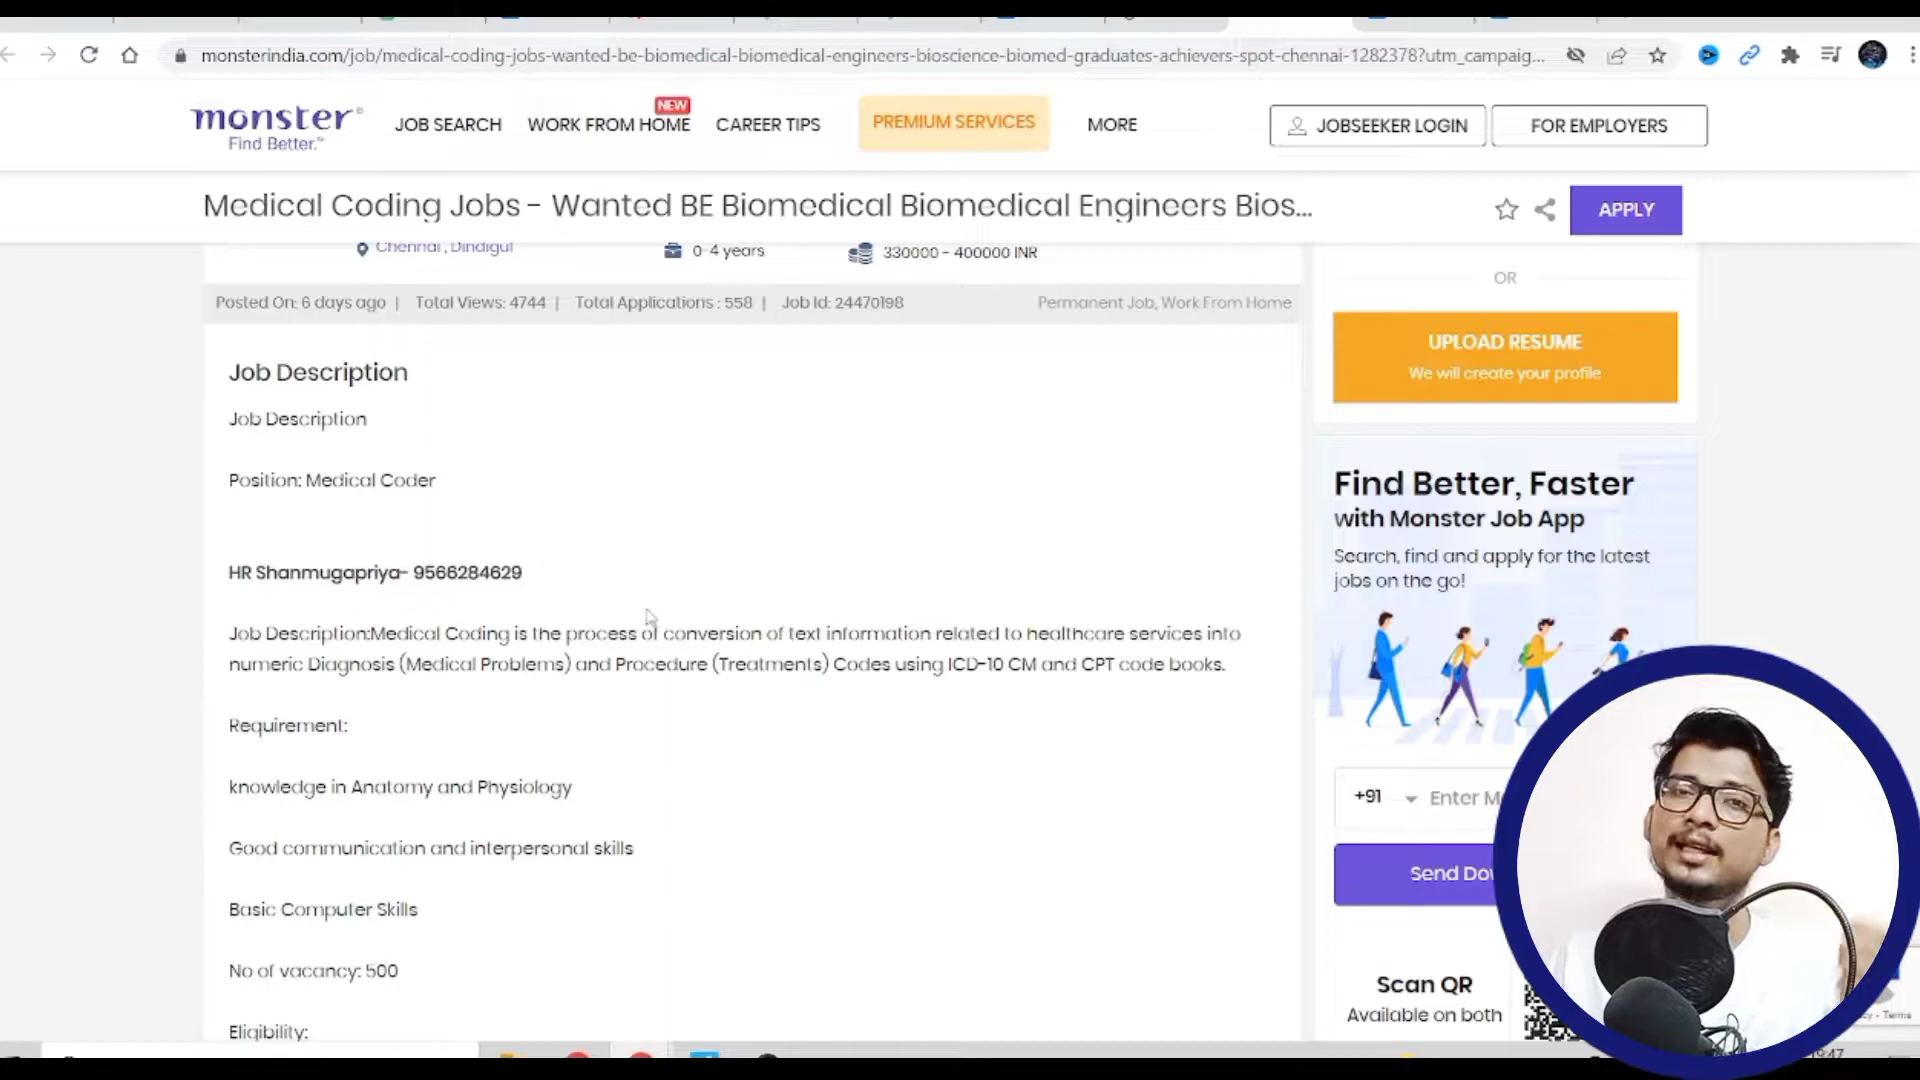 monsterindia.com/job/medical-coding-jobs-wanted-be-biomedical-biomedical-engineers-bioscience-biomed-graduates-achievers-spot-chennai-1282378?utm_campaig...
monster
Find Better.™
JOB SEARCH
NEW
WORK FROM HOME
CAREER TIPS
PREMIUM SERVICES
MORE
JOBSEEKER LOGIN
FOR EMPLOYERS
Medical Coding Jobs - Wanted BE Biomedical Biomedical Engineers Bios...
APPLY
Chennai , Dindigul
0-4 years
330000 - 400000 INR
Posted On: 6 days ago | Total Views: 4744 | Total Applications : 558 | Job Id: 24470198
Permanent Job, Work From Home
Job Description
Job Description
Position: Medical Coder
HR Shanmugapriya- 9566284629
Job Description:Medical Coding is the process of conversion of text information related to healthcare services into
numeric Diagnosis (Medical Problems) and Procedure (Treatments) Codes using ICD-10 CM and CPT code books.
Requirement:
knowledge in Anatomy and Physiology
Good communication and interpersonal skills
Basic Computer Skills
No of vacancy: 500
Eligibility:
OR
UPLOAD RESUME
We will create your profile
Find Better, Faster
with Monster Job App
Search, find and apply for the latest
jobs on the go!
+91
Enter M
Send Do
Scan QR
Available on both
- Terms
19:47